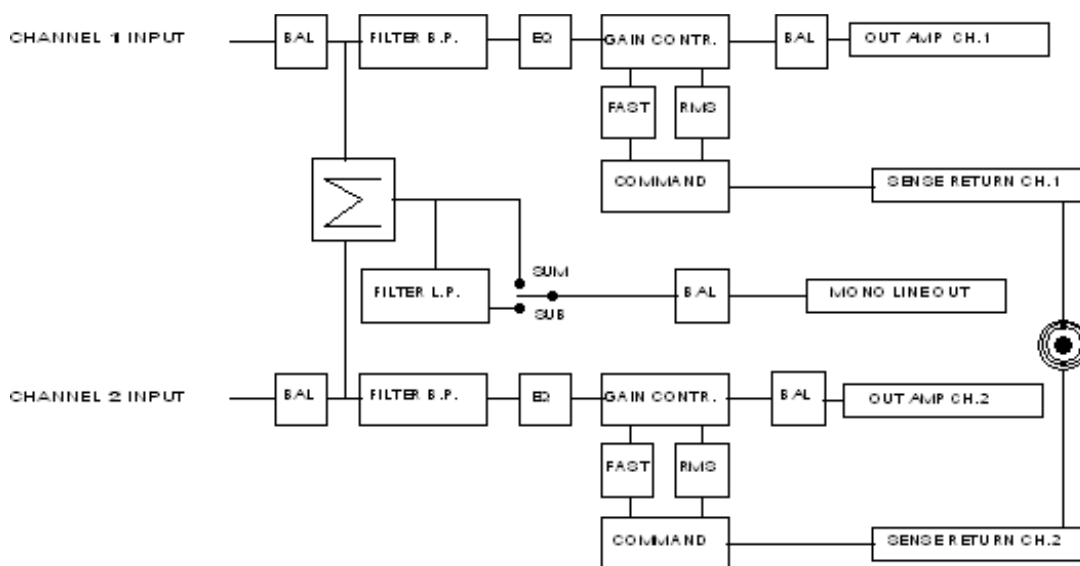 CHANNEL 1 INPUT BAL FILTER B.P. EQ GAIN CONTR. BAL OUT AMP CH.1
FAST RMS
COMMAND SENSE RETURN CH.1
Σ
SUM
FILTER L.P. BAL MONO LINE OUT
SUB
CHANNEL 2 INPUT BAL FILTER B.P. EQ GAIN CONTR. BAL OUT AMP CH.2
FAST RMS
COMMAND SENSE RETURN CH.2